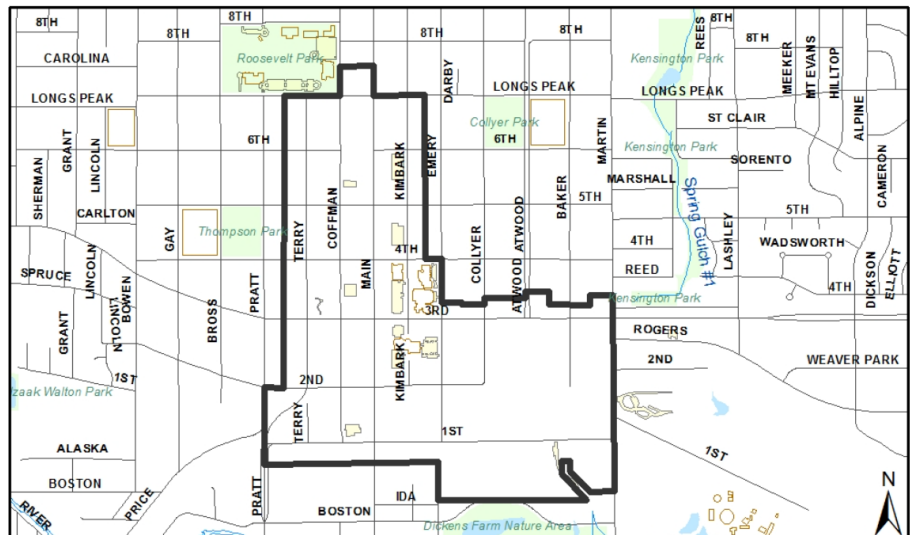 8TH
8TH
8TH
8TH
8TH
8TH
8TH
REES
CAROLINA
Roosevelt Park
Kensington Park
MEEKER
MT EVANS
HILLTOP
LONGS PEAK
DARBY
LONGS PEAK
LONGS PEAK
ALPINE
Collyer Park
ST CLAIR
GRANT
LINCOLN
6TH
KIMBARK
EMERY
6TH
MARTIN
Kensington Park
SORENTO
SHERMAN
MARSHALL
CAMERON
CARLTON
COFFMAN
BAKER
5TH
5TH
GAY
Thompson Park
TERRY
4TH
COLLYER
ATWOOD
4TH
Spring Gulch #1
LASHLEY
WADSWORTH
SPRUCE
LINCOLN
BOWEN
LINCOLN
BROSS
PRATT
MAIN
ATWOOD
REED
4TH
DICKSON
ELLIOTT
3RD
Kensington Park
GRANT
ROGERS
2ND
WEAVER PARK
1ST
2ND
KIMBARK
zaak Walton Park
TERRY
1ST
1ST
ALASKA
BOSTON
PRICE
PRATT
IDA
BOSTON
N
RIVER
Dickens Farm Nature Area